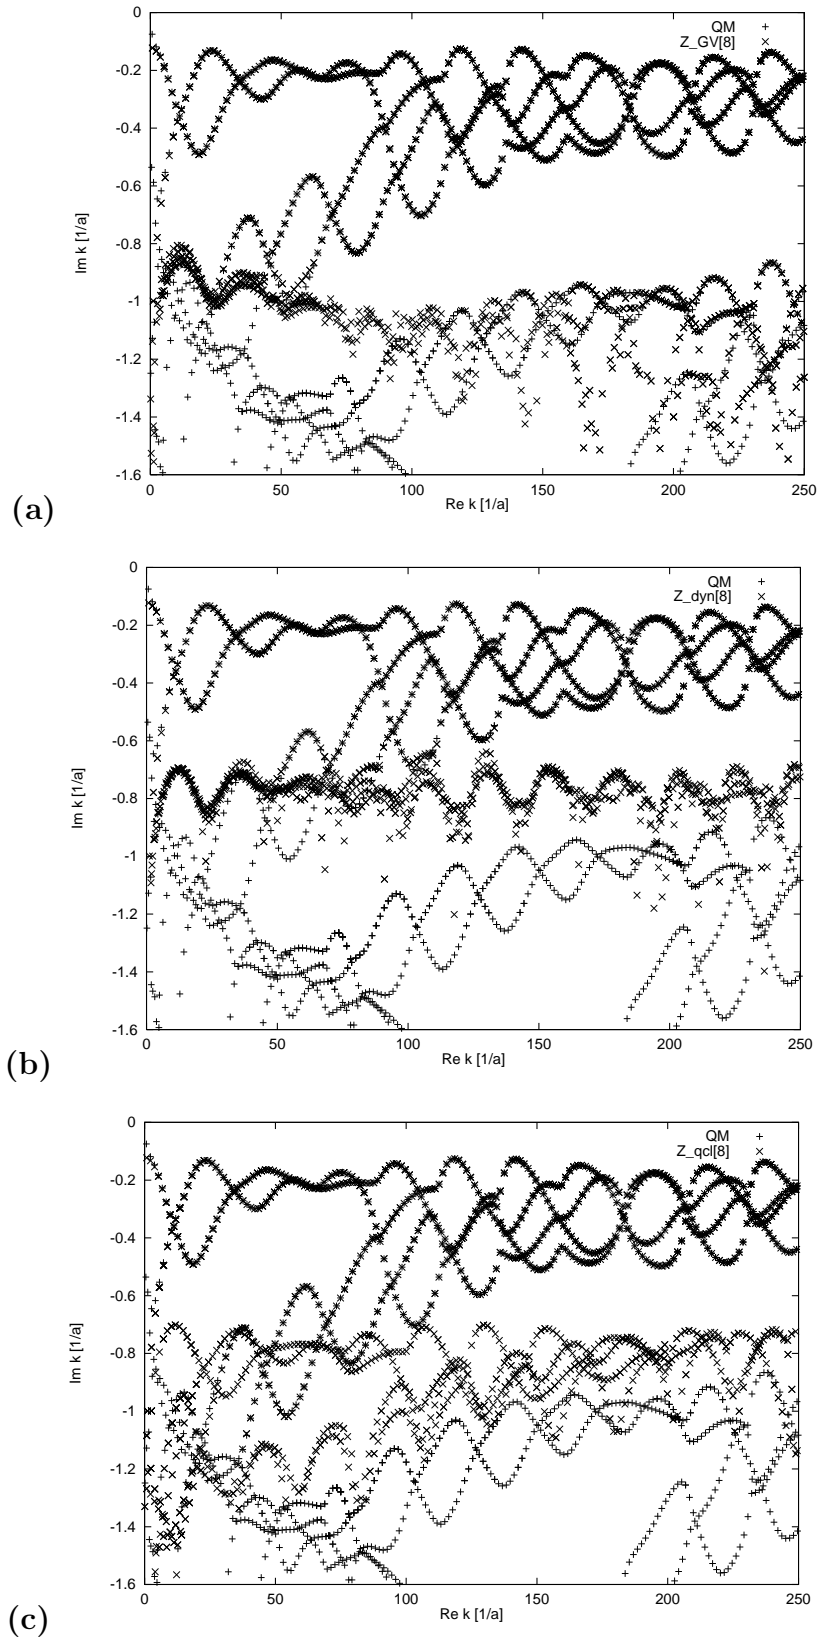 0
-0.2
-0.4
-0.6
-0.8
-1
-1.2
-1.4
-1.6
Im k [1/a]
QM
Z_GV[8]
0 50 100 150 200 250
Re k [1/a]
(a)
0
-0.2
-0.4
-0.6
-0.8
-1
-1.2
-1.4
-1.6
Im k [1/a]
QM
Z_dyn[8]
0 50 100 150 200 250
Re k [1/a]
(b)
0
-0.2
-0.4
-0.6
-0.8
-1
-1.2
-1.4
-1.6
Im k [1/a]
QM
Z_qcl[8]
0 50 100 150 200 250
Re k [1/a]
(c)